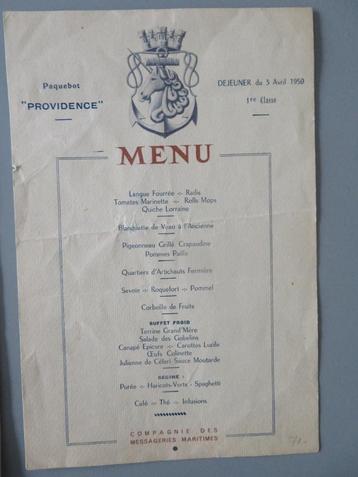 Paquebot
"PROVIDENCE"
DEJEUNER du 5 Avril 1950
1re Classe
MENU
Langue Fourrée - Radis
Tomates Marinette - Rolls Mops
Quiche Lorraine
Blanquette de Veau à l'Ancienne
Pigeonneau Grillé Crapaudine
Pommes Paille
Quartiers d'Artichauts Fermière
Savoie - Roquefort - Pommel
Corbeille de Fruits
BUFFET FROID
Terrine Grand'Mère
Salade des Gobelins
Canapé Epicure - Carottes Lucile
Œufs Colinette
Julienne de Céleri-Sauce Moutarde
REGIME :
Purée - Haricots-Verts - Spaghetti
Café - Thé - Infusions
COMPAGNIE DES
MESSAGERIES MARITIMES